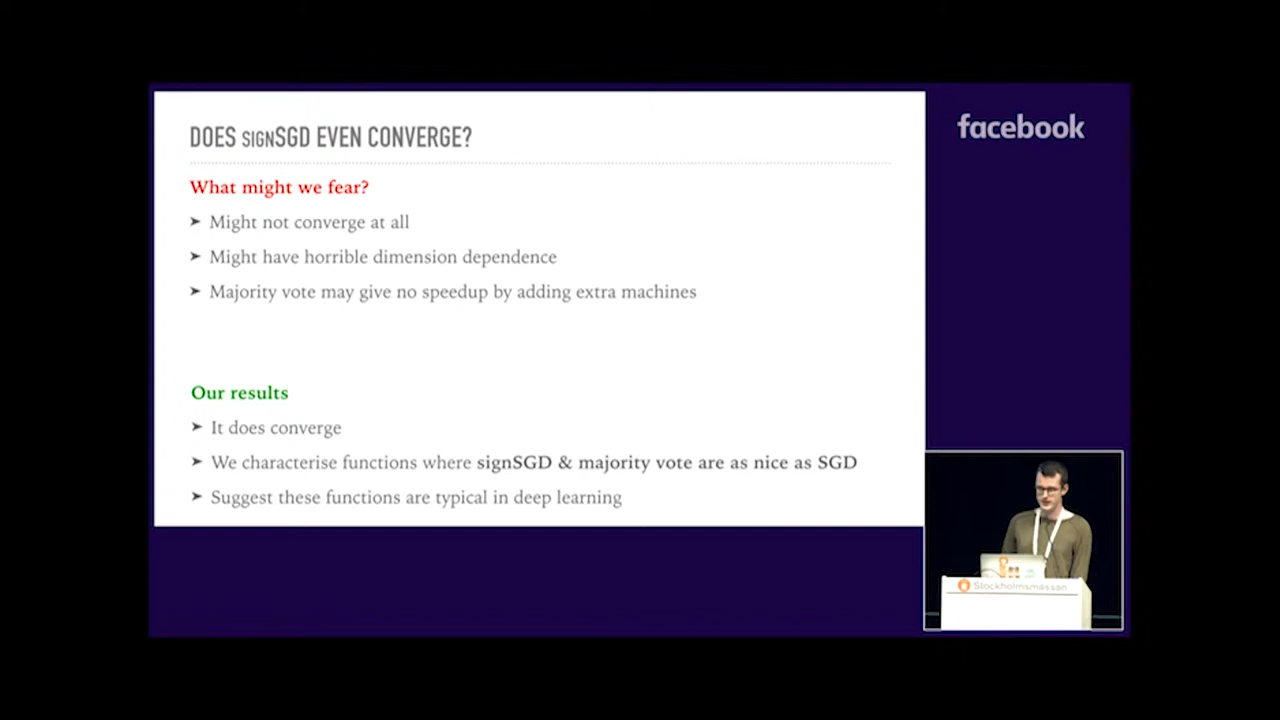 DOES SIGNSGD EVEN CONVERGE?
facebook
What might we fear?
➤ Might not converge at all
➤ Might have horrible dimension dependence
➤ Majority vote may give no speedup by adding extra machines
Our results
➤ It does converge
➤ We characterise functions where signSGD & majority vote are as nice as SGD
➤ Suggest these functions are typical in deep learning
Stockholmsmässan